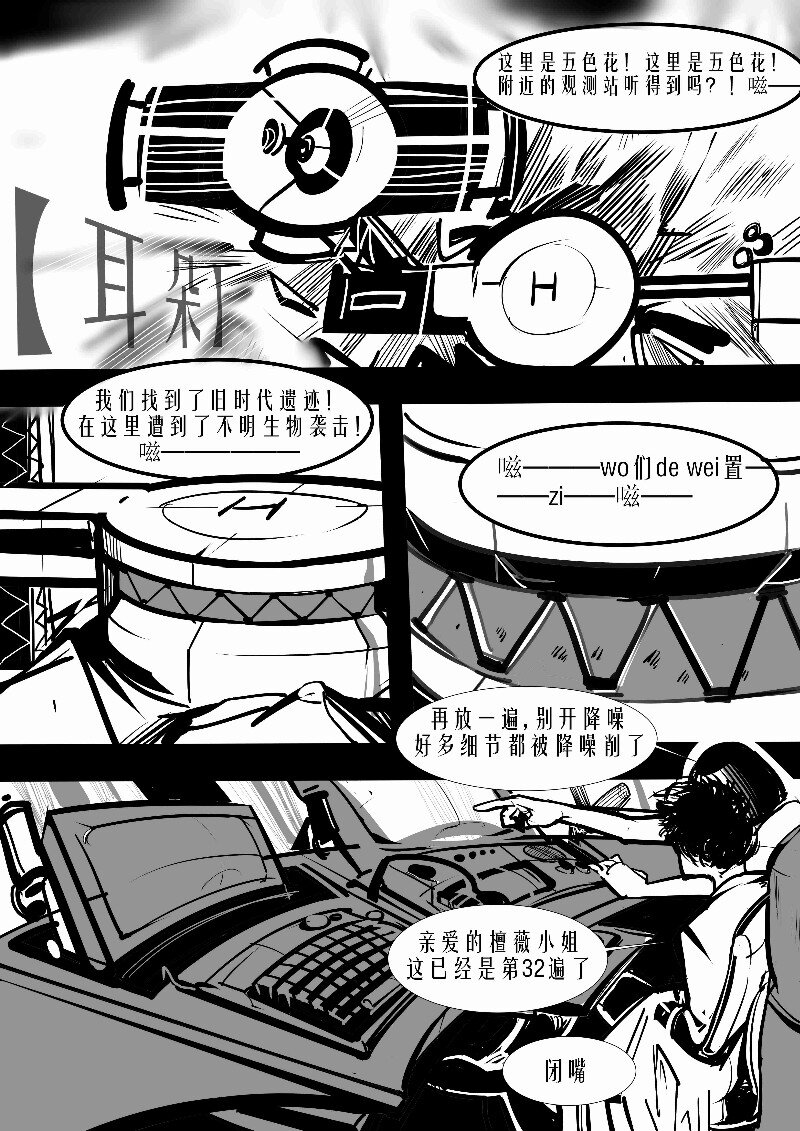 这里是五色花！这里是五色花！
附近的观测站听得到吗？！嗞——
【耳
我们找到了旧时代遗迹！
在这里遭到了不明生物袭击！
嗞——————
嗞———wo们de wei置—
——zi——嗞——
再放一遍，别开降噪
好多细节都被降噪削了
亲爱的檀薇小姐
这已经是第32遍了
闭嘴
H
H